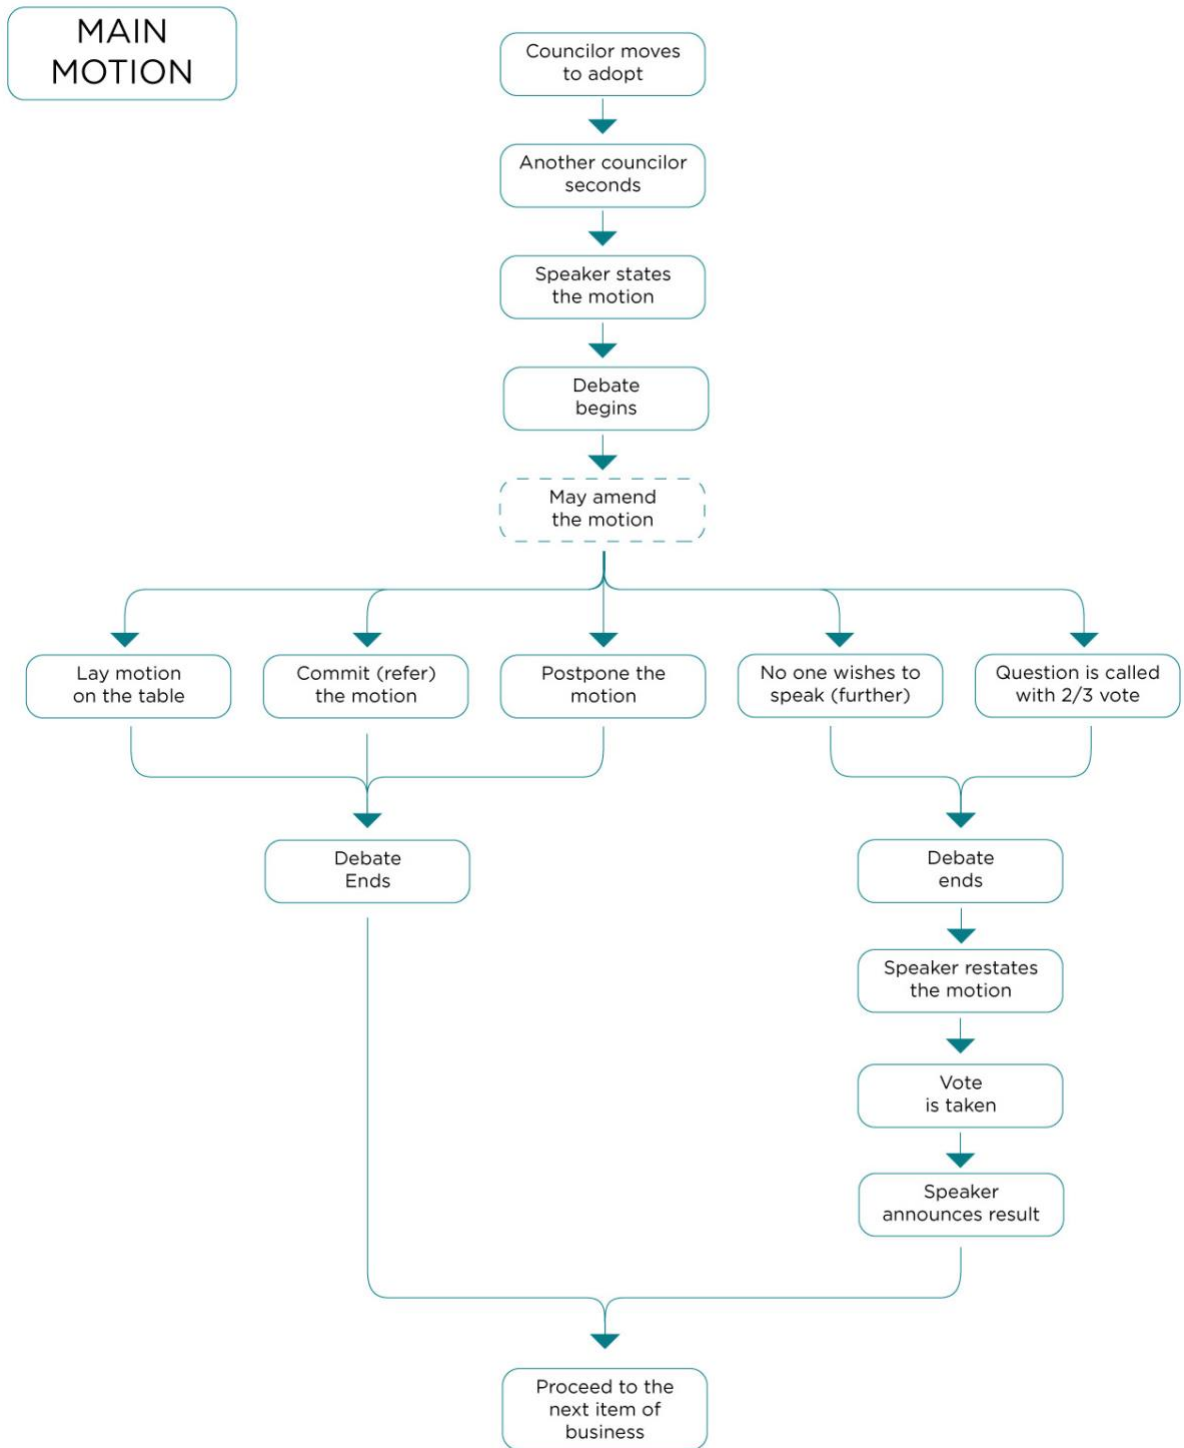 MAIN
MOTION
Councilor moves
to adopt
Another councilor
seconds
Speaker states
the motion
Debate
begins
May amend
the motion
Lay motion
on the table
Commit (refer)
the motion
Postpone the
motion
No one wishes to
speak (further)
Question is called
with 2/3 vote
Debate
Ends
Debate
ends
Speaker restates
the motion
Vote
is taken
Speaker
announces result
Proceed to the
next item of
business